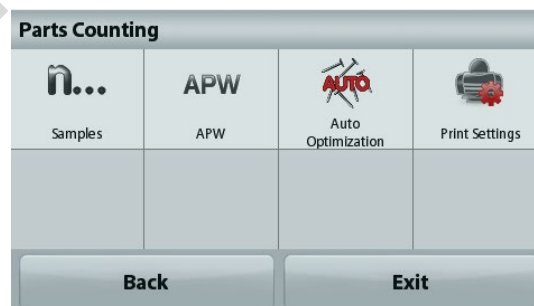 Parts Counting
n...
APW
AUTO
Samples
APW
Auto
Optimization
Print Settings
Back
Exit